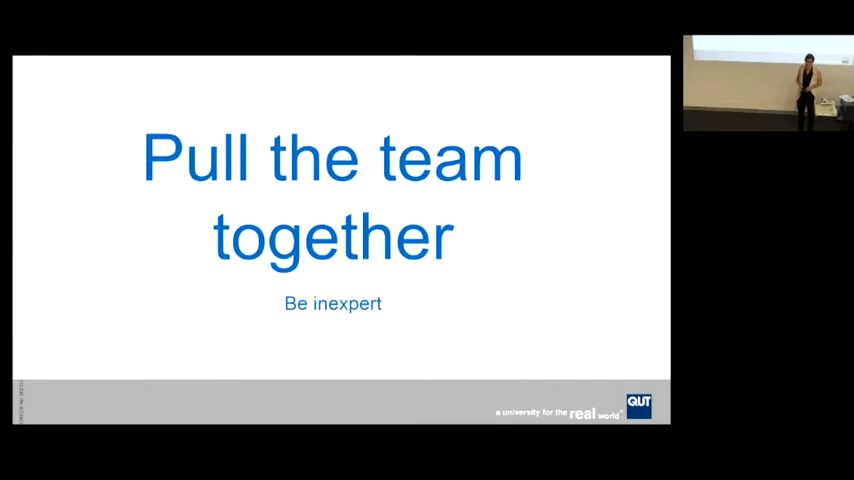 Pull the team
together
Be inexpert
a university for the real world
QUT